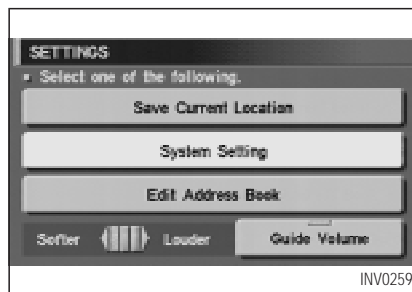 SETTINGS
Select one of the following.
Save Current Location
System Setting
Edit Address Book
Softer Louder Guide Volume
INV0259